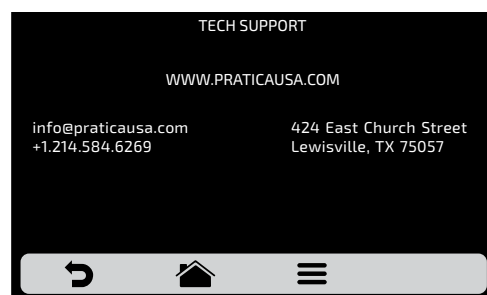 TECH SUPPORT
WWW.PRATICAUSA.COM
info@praticausa.com
+1.214.584.6269
424 East Church Street
Lewisville, TX 75057